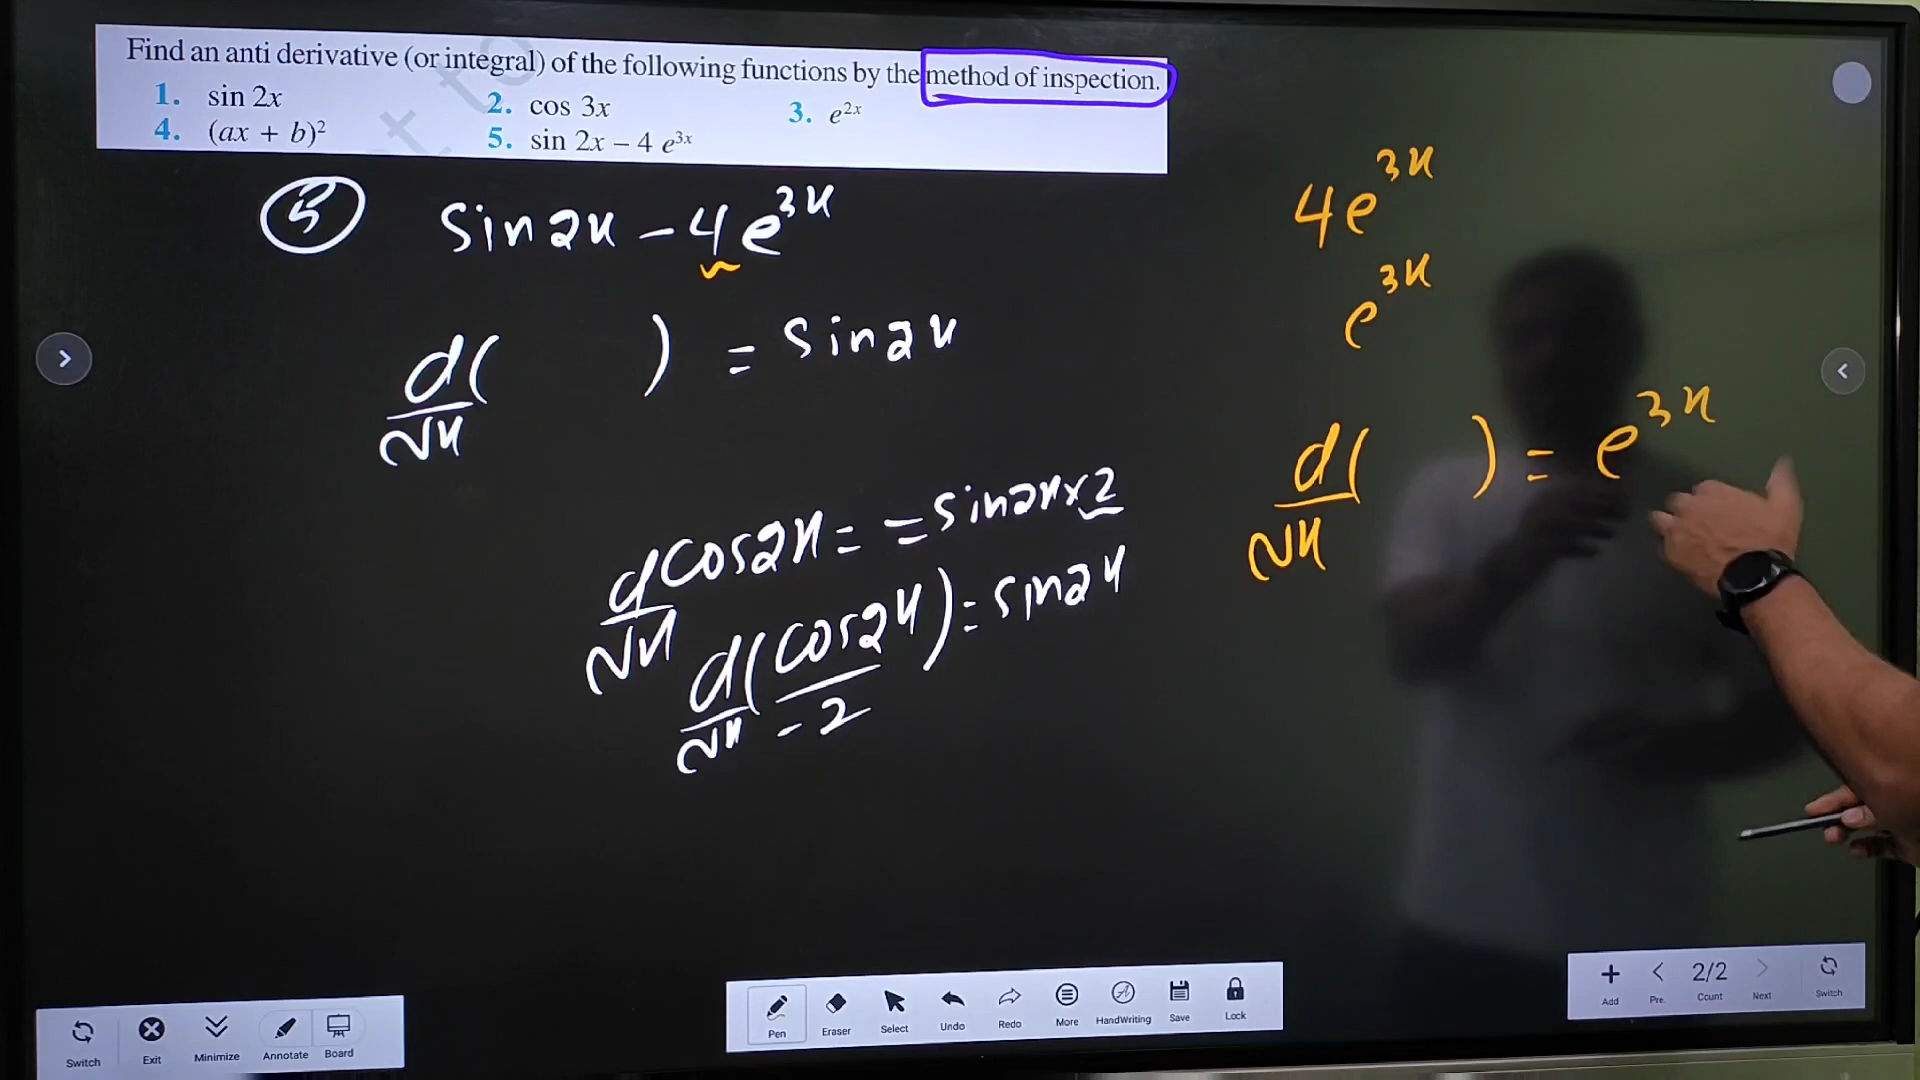 Find an anti derivative (or integral) of the following functions by the method of inspection.
1. sin 2x 2. cos 3x 3. e^{2x}
4. (ax + b)² 5. sin 2x – 4 e^{3x}
⑤ sin2x – 4e^{3x}
d/dx( ) = sin2x
d/dx cos2x = = sin2x×2
d/dx(cos2x/-2) = sin2x
4e^{3x}
e^{3x}
d/dx( ) = e^{3x}
Switch Exit Minimize Annotate Board
Pen Eraser Select Undo Redo More HandWriting Save Lock
Add Pre. 2/2 Count Next Switch